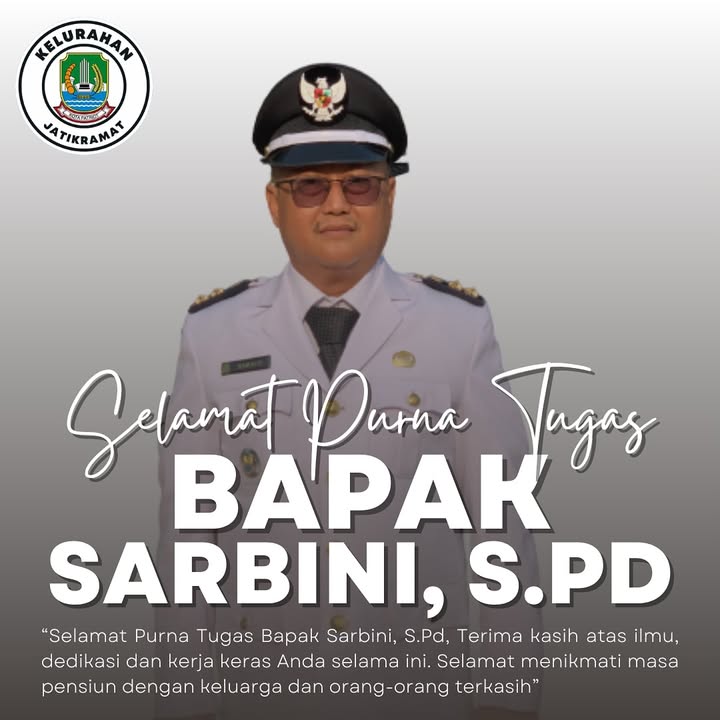 KELURAHAN
JATIKRAMAT
Selamat Purna Tugas
BAPAK
SARBINI, S.PD
“Selamat Purna Tugas Bapak Sarbini, S.Pd, Terima kasih atas ilmu,
dedikasi dan kerja keras Anda selama ini. Selamat menikmati masa
pensiun dengan keluarga dan orang-orang terkasih”